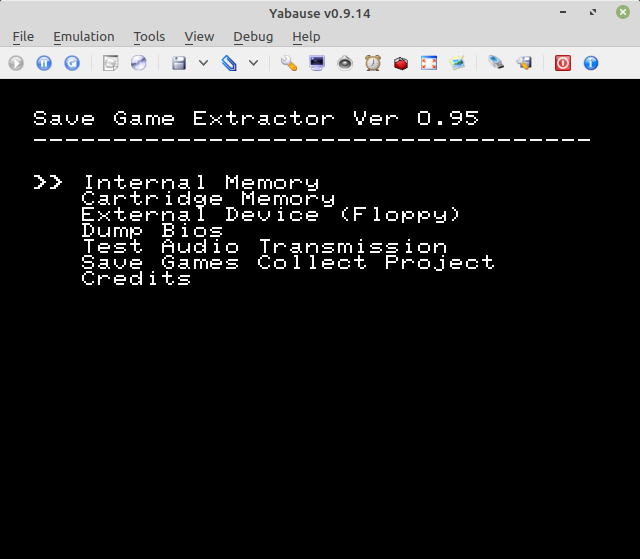 Yabause v0.9.14
File Emulation Tools View Debug Help
Save Game Extractor Ver 0.95
-----------------------------------
>> Internal Memory
Cartridge Memory
External Device (Floppy)
Dump Bios
Test Audio Transmission
Save Games Collect Project
Credits